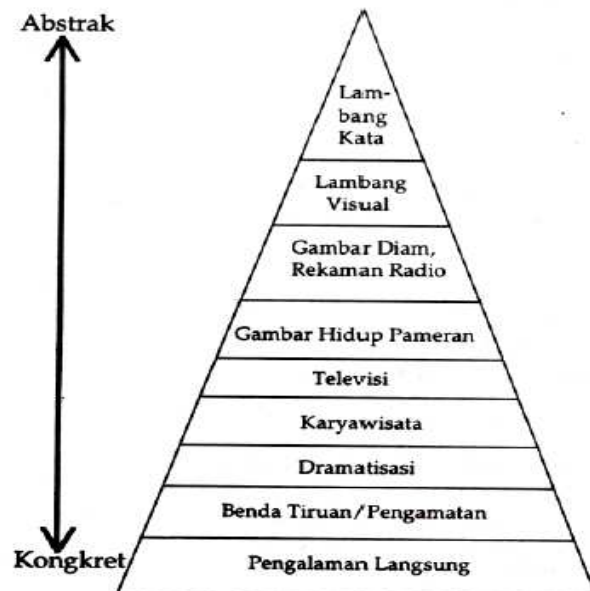 Abstrak
Lam-
bang
Kata
Lambang
Visual
Gambar Diam,
Rekaman Radio
Gambar Hidup Pameran
Televisi
Karyawisata
Dramatisasi
Benda Tiruan/Pengamatan
Kongkret
Pengalaman Langsung